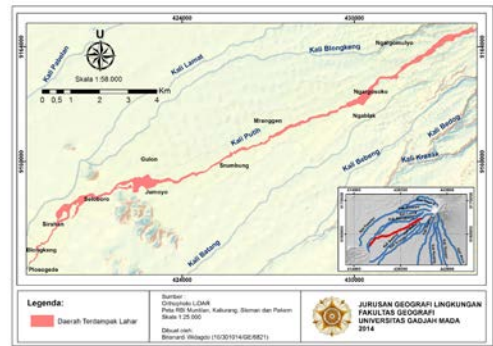 424000
430000
U
Skala 1:58.000
0 0,5 1 2 3 4
Km
Kali Pabelan
Kali Lamat
Kali Blongkeng
Ngargomulyo
Ngargosoko
Ngablak
Mranggen
Kali Putih
Srumbung
Gulon
Jumoyo
Seloboro
Sirahan
Blongkeng
Plosogede
Kali Batang
Kali Bebeng
Kali Krasak
Kali Bedog
424000
430000
Legenda:
Daerah Terdampak Lahar
Sumber :
Orthophoto LiDAR
Peta RBI Muntilan, Kaliurang, Sleman dan Pakem
Skala 1:25.000
Dibuat oleh:
JURUSAN GEOGRAFI LINGKUNGAN
FAKULTAS GEOGRAFI
UNIVERSITAS GADJAH MADA
2014